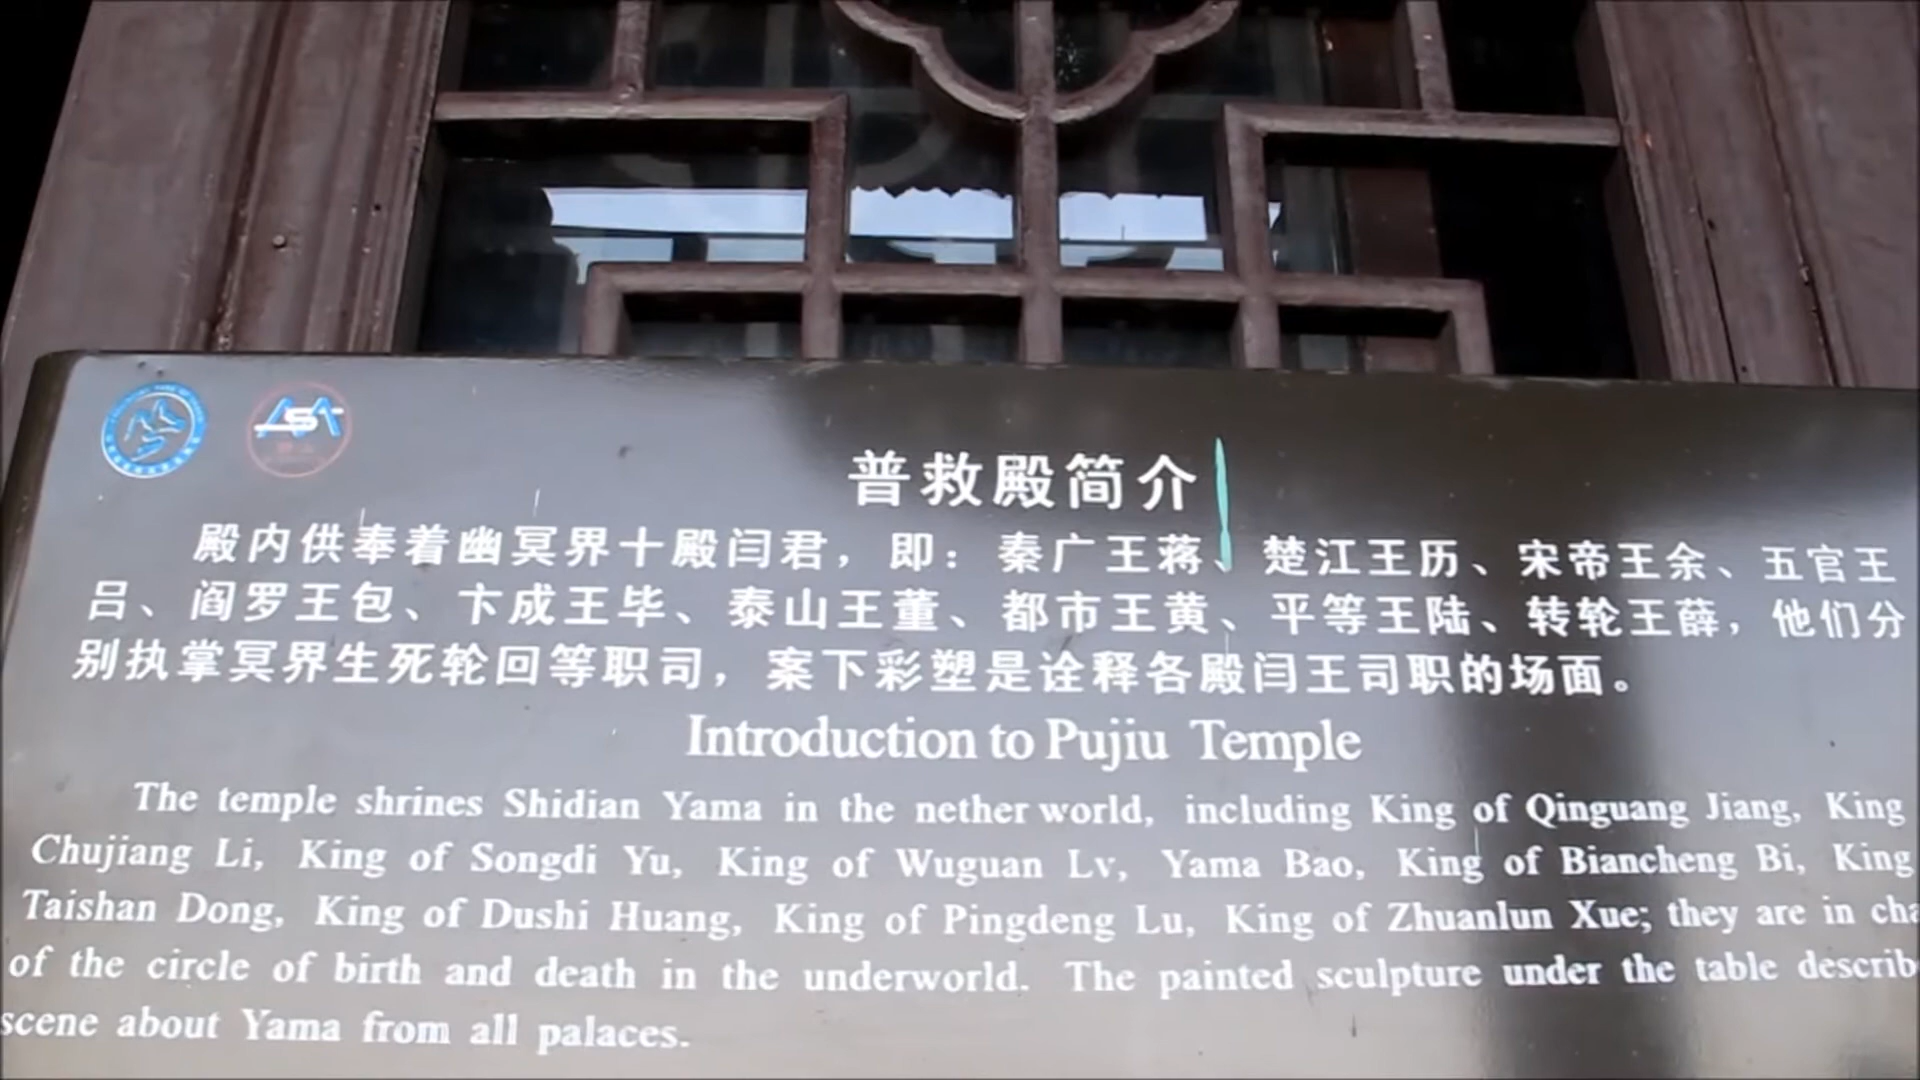 普救殿简介
殿内供奉着幽冥界十殿闫君，即：秦广王蒋、楚江王历、宋帝王余、五官王
吕、阎罗王包、卞成王毕、泰山王董、都市王黄、平等王陆、转轮王薛，他们分
别执掌冥界生死轮回等职司，案下彩塑是诠释各殿闫王司职的场面。
Introduction to Pujiu Temple
The temple shrines Shidian Yama in the nether world, including King of Qinguang Jiang, King
Chujiang Li, King of Songdi Yu, King of Wuguan Lv, Yama Bao, King of Biancheng Bi, King
Taishan Dong, King of Dushi Huang, King of Pingdeng Lu, King of Zhuanlun Xue; they are in cha
of the circle of birth and death in the underworld. The painted sculpture under the table describ
scene about Yama from all palaces.